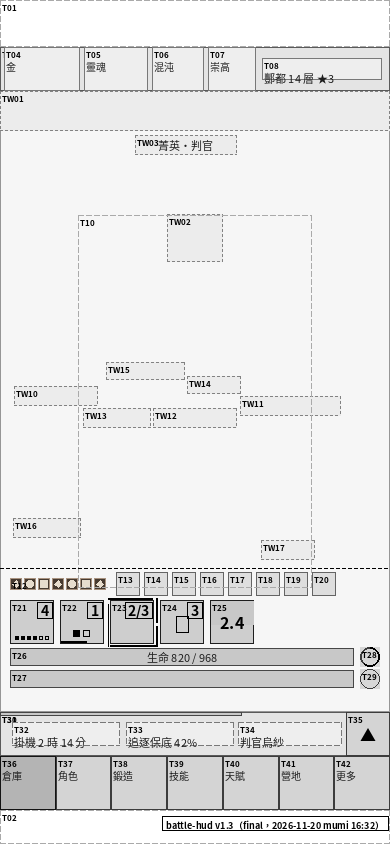 T01
T04 T05 T06 T07 T08
金 靈魂 混沌 崇高 酆都 14 層 ★3
TW01
TW03 菁英・判官
T10 TW02
TW15
TW14
TW10
TW11
TW13 TW12
TW16
TW17
T13 T14 T15 T16 T17 T18 T19 T20
T21 4 T22 1 T23 2/3 T24 3 T25
2.4
T26 生命 820 / 968 T28
T27 T29
T32 T33 T34 T35
掛機 2 時 14 分 追逐保底 42% 判官烏紗 ▲
T36 T37 T38 T39 T40 T41 T42
倉庫 角色 鍛造 技能 天賦 營地 更多
T02
battle-hud v1.3（final・2026-11-20 mumi 16:32）